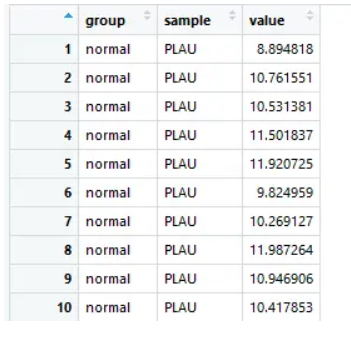 group sample value
1 normal PLAU 8.894818
2 normal PLAU 10.761551
3 normal PLAU 10.531381
4 normal PLAU 11.501837
5 normal PLAU 11.920725
6 normal PLAU 9.824959
7 normal PLAU 10.269127
8 normal PLAU 11.987264
9 normal PLAU 10.946906
10 normal PLAU 10.417853